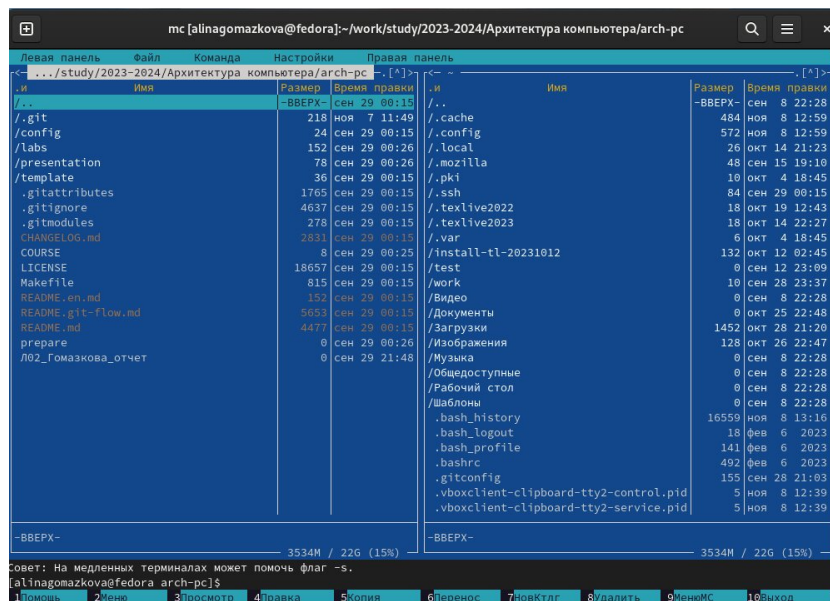 mc [alinagomazkova@fedora]:~/work/study/2023-2024/Архитектура компьютера/arch-pc
Левая панель Файл Команда Настройки Правая панель
<- .../study/2023-2024/Архитектура компьютера/arch-pc -.[^]>
.и Имя Размер Время правки
/.. -ВВЕРХ- сен 29 00:15
/.git 218 ноя 7 11:49
/config 24 сен 29 00:15
/labs 152 сен 29 00:26
/presentation 78 сен 29 00:26
/template 36 сен 29 00:15
.gitattributes 1765 сен 29 00:15
.gitignore 4637 сен 29 00:15
.gitmodules 278 сен 29 00:15
CHANGELOG.md 2831 сен 29 00:15
COURSE 8 сен 29 00:25
LICENSE 18657 сен 29 00:15
Makefile 815 сен 29 00:15
README.en.md 152 сен 29 00:15
README.git-flow.md 5653 сен 29 00:15
README.md 4477 сен 29 00:15
prepare 0 сен 29 00:26
Л02_Гомазкова_отчет 0 сен 29 21:48
-ВВЕРХ-
3534M / 22G (15%)
<- ~ .[^]>
.и Имя Размер Время правки
/.. -ВВЕРХ- сен 8 22:28
/.cache 484 ноя 8 12:59
/.config 572 ноя 8 12:59
/.local 26 окт 14 21:23
/.mozilla 48 сен 15 19:10
/.pki 10 окт 4 18:45
/.ssh 84 сен 29 00:15
/.texlive2022 18 окт 19 12:43
/.texlive2023 18 окт 14 22:27
/.var 6 окт 4 18:45
/install-tl-20231012 132 окт 12 02:45
/test 0 сен 12 23:09
/work 10 сен 28 23:37
/Видео 0 сен 8 22:28
/Документы 0 окт 25 22:48
/Загрузки 1452 окт 28 21:20
/Изображения 128 окт 26 22:47
/Музыка 0 сен 8 22:28
/Общедоступные 0 сен 8 22:28
/Рабочий стол 0 сен 8 22:28
/Шаблоны 0 сен 8 22:28
.bash_history 16559 ноя 8 13:16
.bash_logout 18 фев 6 2023
.bash_profile 141 фев 6 2023
.bashrc 492 фев 6 2023
.gitconfig 155 сен 28 21:03
.vboxclient-clipboard-tty2-control.pid 5 ноя 8 12:39
.vboxclient-clipboard-tty2-service.pid 5 ноя 8 12:39
-ВВЕРХ-
3534M / 22G (15%)
Совет: На медленных терминалах может помочь флаг -s.
[alinagomazkova@fedora arch-pc]$
1Помощь 2Меню 3Просмотр 4Правка 5Копия 6Перенос 7НовКтлг 8Удалить 9МенюМС 10Выход